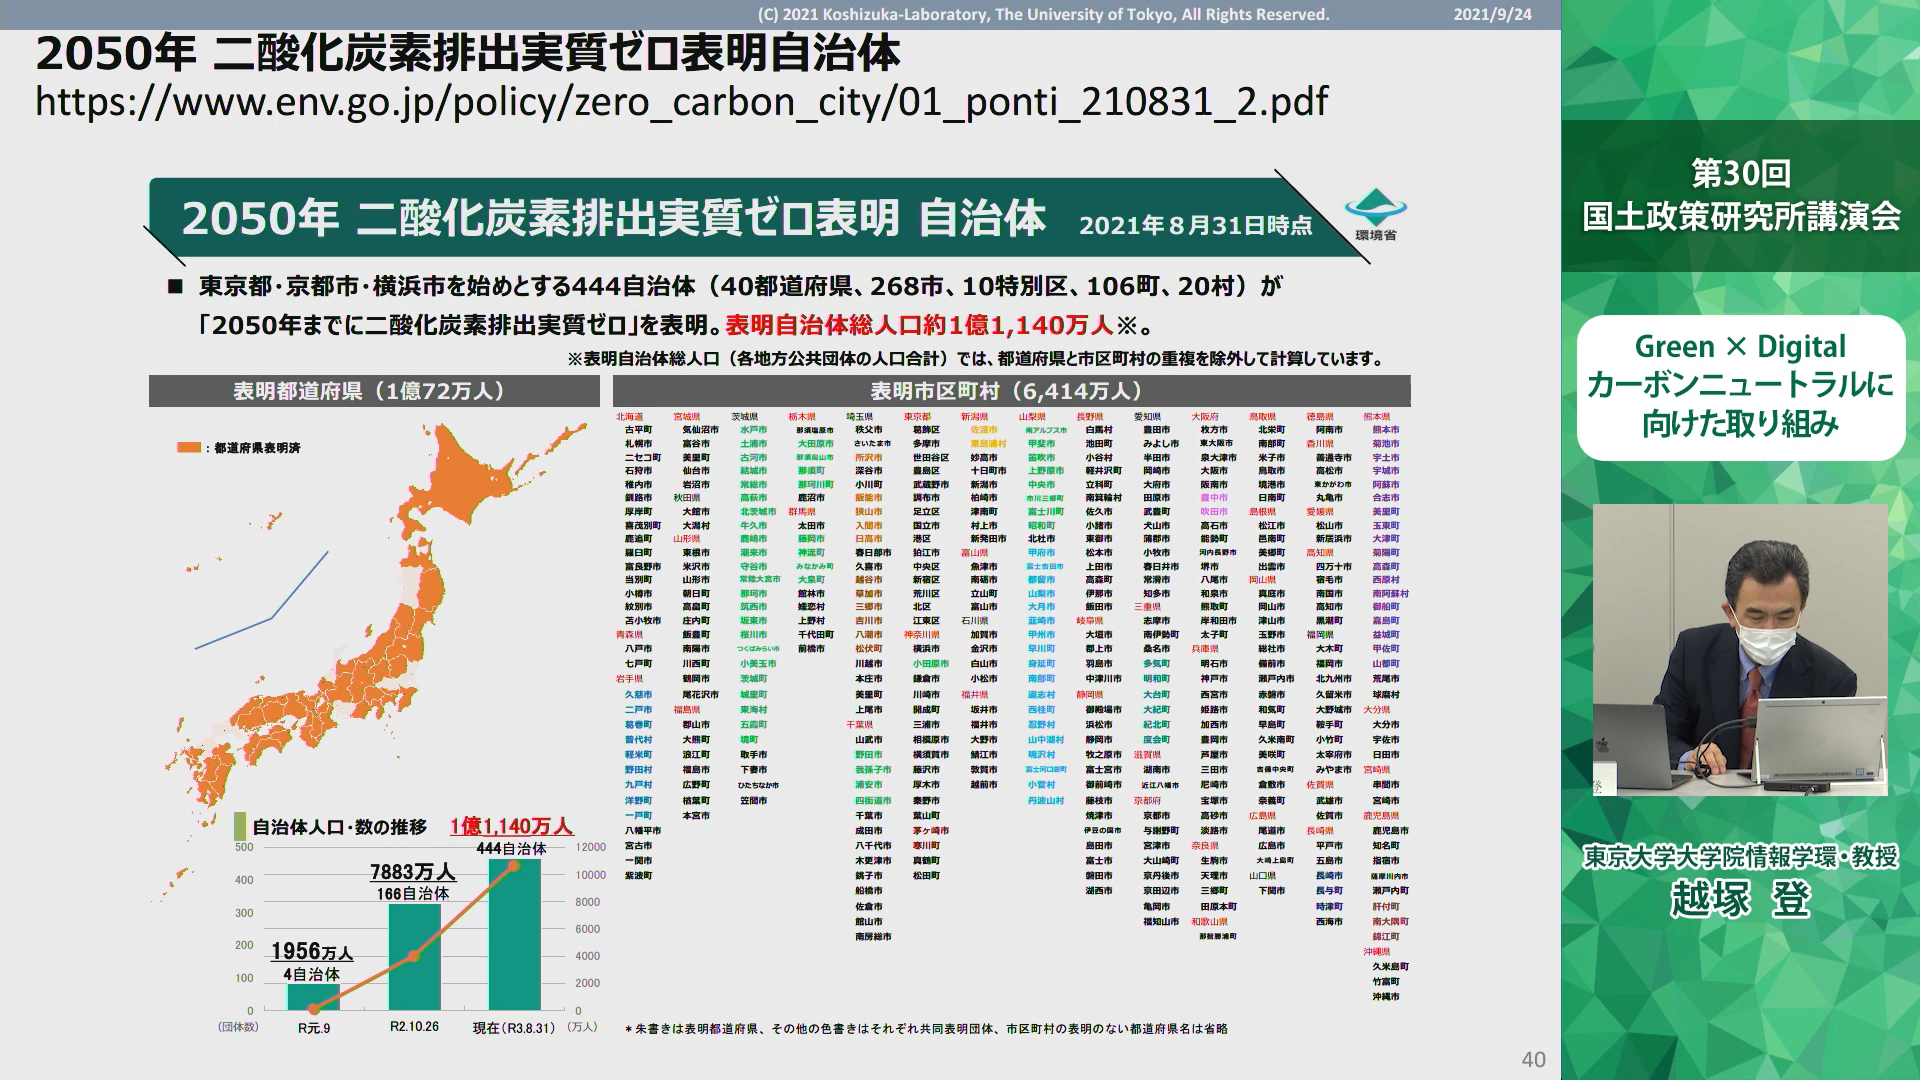 (C) 2021 Koshizuka-Laboratory, The University of Tokyo, All Rights Reserved.
2021/9/24
2050年 二酸化炭素排出実質ゼロ表明自治体
https://www.env.go.jp/policy/zero_carbon_city/01_ponti_210831_2.pdf
2050年 二酸化炭素排出実質ゼロ表明 自治体 2021年8月31日時点
環境省
■ 東京都・京都市・横浜市を始めとする444自治体（40都道府県、268市、10特別区、106町、20村）が
「2050年までに二酸化炭素排出実質ゼロ」を表明。表明自治体総人口約1億1,140万人※。
※表明自治体総人口（各地方公共団体の人口合計）では、都道府県と市区町村の重複を除外して計算しています。
表明都道府県（1億72万人）
：都道府県表明済
自治体人口・数の推移
1億1,140万人
444自治体
7883万人
166自治体
1956万人
4自治体
500
400
300
200
100
0
12000
10000
8000
6000
4000
2000
0
（団体数）
R元.9
R2.10.26
現在（R3.8.31）
（万人）
表明市区町村（6,414万人）
北海道 宮城県 茨城県 栃木県 埼玉県 東京都 新潟県 山梨県 長野県 愛知県 大阪府 鳥取県 徳島県 熊本県
古平町 気仙沼市 水戸市 那須塩原市 秩父市 葛飾区 佐渡市 南アルプス市 白馬村 豊田市 枚方市 北栄町 阿南市 熊本市
札幌市 富谷市 土浦市 大田原市 さいたま市 多摩市 粟島浦村 甲斐市 池田町 みよし市 東大阪市 南部町 香川県 菊池市
ニセコ町 美里町 古河市 那須烏山市 所沢市 世田谷区 妙高市 笛吹市 小谷村 半田市 泉大津市 米子市 善通寺市 宇土市
石狩市 仙台市 結城市 那須町 深谷市 豊島区 十日町市 上野原市 軽井沢町 岡崎市 大阪市 鳥取市 高松市 宇城市
稚内市 岩沼市 常総市 那珂川町 小川町 武蔵野市 新潟市 中央市 立科町 大府市 阪南市 境港市 東かがわ市 阿蘇市
釧路市 秋田県 高萩市 鹿沼市 飯能市 調布市 柏崎市 市川三郷町 南箕輪村 田原市 豊中市 日南町 丸亀市 合志市
厚岸町 大館市 北茨城市 群馬県 狭山市 足立区 津南町 富士川町 佐久市 武豊町 吹田市 島根県 愛媛県 美里町
喜茂別町 大潟村 牛久市 太田市 入間市 国立市 村上市 昭和町 小諸市 犬山市 高石市 松江市 松山市 玉東町
鹿追町 山形県 鹿嶋市 藤岡市 日高市 港区 新発田市 北杜市 東御市 蒲郡市 能勢町 邑南町 新居浜市 大津町
羅臼町 東根市 潮来市 神流町 春日部市 狛江市 富山県 甲府市 松本市 小牧市 河内長野市 美郷町 高知県 菊陽町
富良野市 米沢市 守谷市 みなかみ町 久喜市 中央区 魚津市 富士吉田市 上田市 春日井市 堺市 出雲市 四万十市 高森町
当別町 山形市 常陸大宮市 大泉町 越谷市 新宿区 南砺市 都留市 高森町 常滑市 八尾市 岡山県 宿毛市 西原村
小樽市 朝日町 那珂市 館林市 草加市 荒川区 立山町 山梨市 伊那市 知多市 和泉市 真庭市 南国市 南阿蘇村
紋別市 高畠町 筑西市 嬬恋村 三郷市 北区 富山市 大月市 飯田市 三重県 熊取町 岡山市 高知市 御船町
苫小牧市 庄内町 坂東市 上野村 吉川市 江東区 石川県 韮崎市 岐阜県 志摩市 岸和田市 津山市 黒潮町 嘉島町
青森県 飯豊町 桜川市 千代田町 八潮市 神奈川県 加賀市 甲州市 大垣市 南伊勢町 太子町 玉野市 福岡県 益城町
八戸市 南陽市 つくばみらい市 前橋市 松伏町 横浜市 金沢市 早川町 郡上市 桑名市 兵庫県 総社市 大木町 甲佐町
七戸町 川西町 小美玉市 川越市 小田原市 白山市 身延町 羽島市 多気町 明石市 備前市 福岡市 山都町
岩手県 鶴岡市 茨城町 本庄市 鎌倉市 小松市 南部町 中津川市 明和町 神戸市 瀬戸内市 北九州市 荒尾市
久慈市 尾花沢市 城里町 美里町 川崎市 福井県 道志村 静岡県 大台町 西宮市 赤磐市 久留米市 球磨村
二戸市 福島県 東海村 上尾市 開成町 坂井市 西桂町 御殿場市 大紀町 姫路市 和気町 大野城市 大分県
葛巻町 郡山市 五霞町 千葉県 三浦市 福井市 忍野村 浜松市 紀北町 加西市 早島町 鞍手町 大分市
普代村 大熊町 境町 山武市 相模原市 大野市 山中湖村 静岡市 度会町 豊岡市 久米南町 小竹町 宇佐市
軽米町 浪江町 取手市 野田市 横須賀市 鯖江市 鳴沢村 牧之原市 滋賀県 芦屋市 美咲町 太宰府市 日田市
野田村 福島市 下妻市 我孫子市 藤沢市 敦賀市 富士河口湖町 富士宮市 湖南市 三田市 吉備中央町 みやま市 宮崎県
九戸村 広野町 ひたちなか市 浦安市 厚木市 越前市 小菅村 御前崎市 近江八幡市 尼崎市 倉敷市 佐賀県 串間市
洋野町 楢葉町 笠間市 四街道市 秦野市 丹波山村 藤枝市 京都府 宝塚市 奈義町 武雄市 宮崎市
一戸町 本宮市 千葉市 葉山町 焼津市 京都市 高砂市 広島県 佐賀市 鹿児島県
八幡平市 成田市 茅ヶ崎市 伊豆の国市 与謝野町 淡路市 尾道市 長崎県 鹿児島市
宮古市 八千代市 寒川町 島田市 宮津市 奈良県 広島市 平戸市 知名町
一関市 木更津市 真鶴町 富士市 大山崎町 生駒市 大崎上島町 五島市 指宿市
紫波町 銚子市 松田町 磐田市 京丹後市 天理市 山口県 長崎市 薩摩川内市
船橋市 湖西市 京田辺市 三郷町 下関市 長与町 瀬戸内町
佐倉市 亀岡市 田原本町 時津町 肝付町
館山市 福知山市 和歌山県 西海市 南大隅町
南房総市 那智勝浦町 錦江町
沖縄県
久米島町
竹富町
沖縄市
＊朱書きは表明都道府県、その他の色書きはそれぞれ共同表明団体、市区町村の表明のない都道府県名は省略
40
第30回
国土政策研究所講演会
Green × Digital
カーボンニュートラルに
向けた取り組み
東京大学大学院情報学環・教授
越塚 登